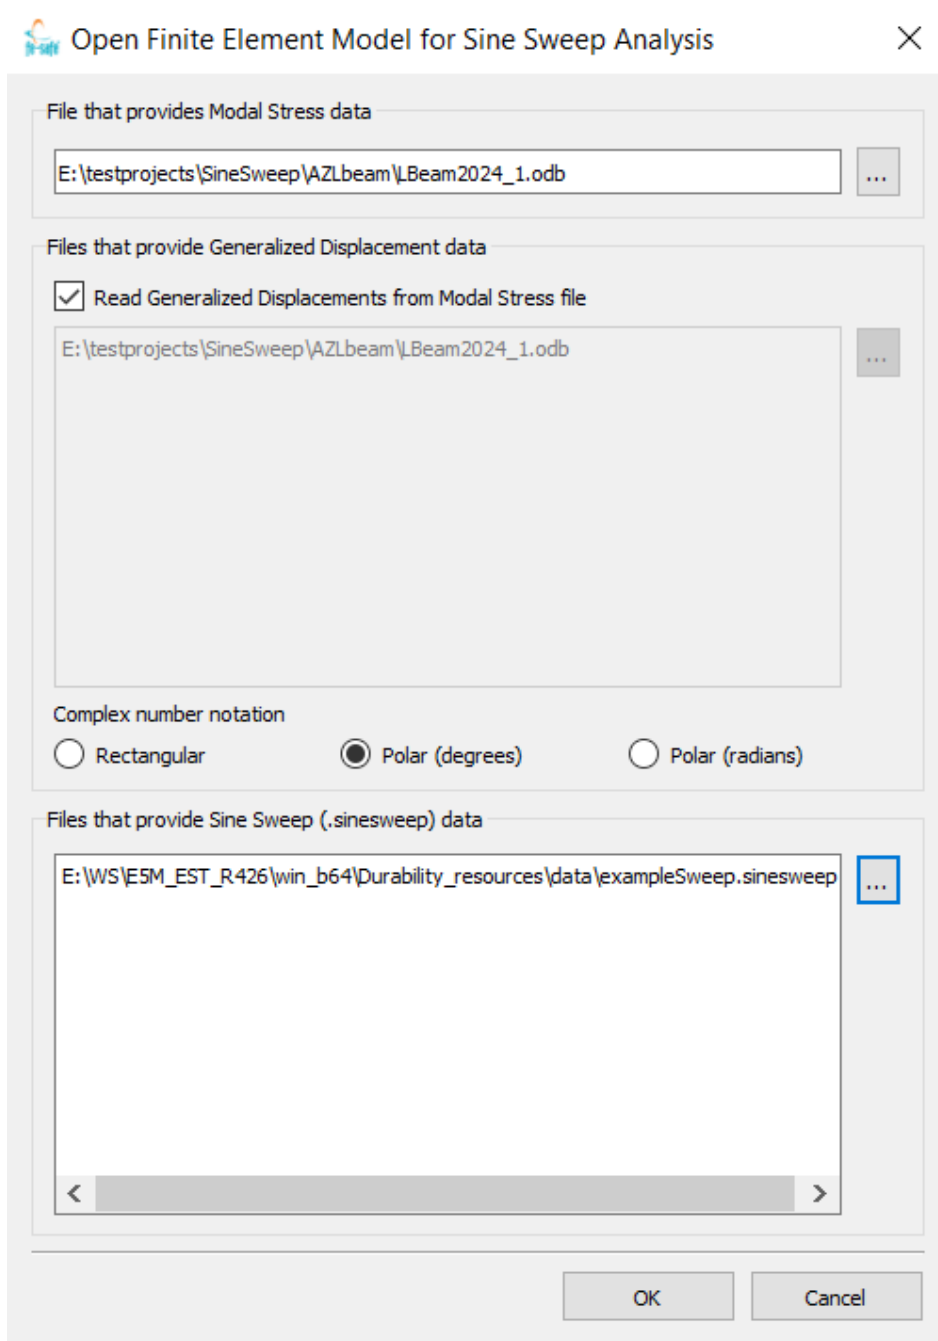 fe-safe
Open Finite Element Model for Sine Sweep Analysis
File that provides Modal Stress data
E:\testprojects\SineSweep\AZLbeam\LBeam2024_1.odb
...
Files that provide Generalized Displacement data
Read Generalized Displacements from Modal Stress file
E:\testprojects\SineSweep\AZLbeam\LBeam2024_1.odb
...
Complex number notation
Rectangular
Polar (degrees)
Polar (radians)
Files that provide Sine Sweep (.sinesweep) data
E:\WS\E5M_EST_R426\win_b64\Durability_resources\data\exampleSweep.sinesweep
...
OK
Cancel